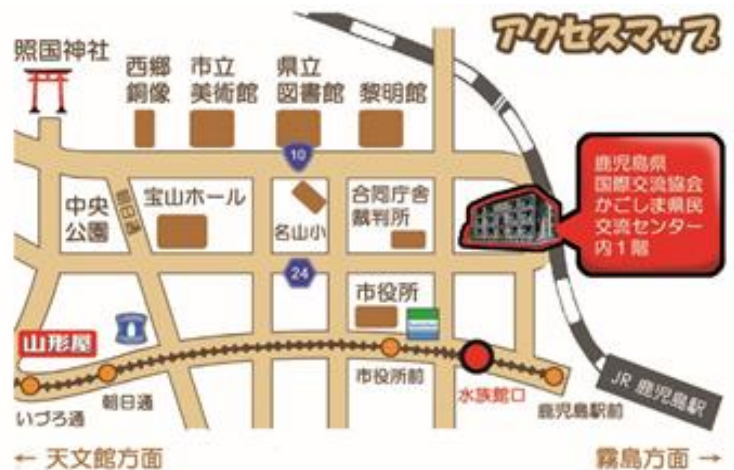 アクセスマップ
照国神社
西郷
銅像
市立
美術館
県立
図書館
黎明館
10
鹿児島県
国際交流協会
かごしま県民
交流センター
内1階
中央
公園
朝日通
宝山ホール
名山小
合同庁舎
裁判所
24
市役所
山形屋
いづろ通
朝日通
市役所前
水族館口
鹿児島駅前
JR 鹿児島駅
← 天文館方面
霧島方面 →